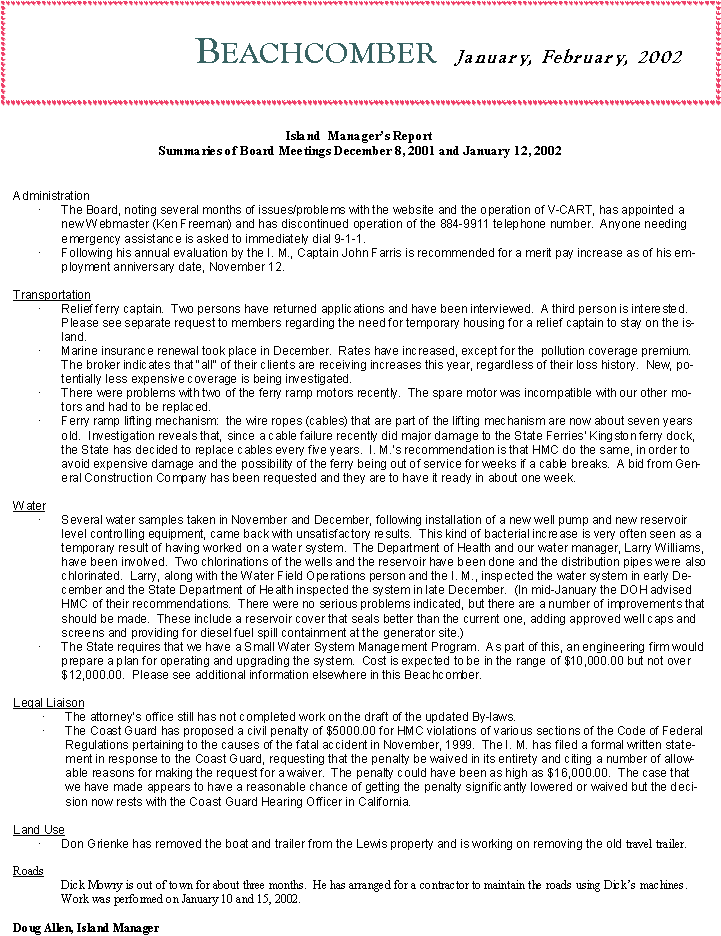 BEACHCOMBER January, February, 2002
Island Manager's Report
Summaries of Board Meetings December 8, 2001 and January 12, 2002
Administration
· The Board, noting several months of issues/problems with the website and the operation of V-CART, has appointed a
new Webmaster (Ken Freeman) and has discontinued operation of the 884-9911 telephone number. Anyone needing
emergency assistance is asked to immediately dial 9-1-1.
· Following his annual evaluation by the I. M., Captain John Farris is recommended for a merit pay increase as of his em-
ployment anniversary date, November 12.
Transportation
· Relief ferry captain. Two persons have returned applications and have been interviewed. A third person is interested.
Please see separate request to members regarding the need for temporary housing for a relief captain to stay on the is-
land.
· Marine insurance renewal took place in December. Rates have increased, except for the pollution coverage premium.
The broker indicates that "all" of their clients are receiving increases this year, regardless of their loss history. New, po-
tentially less expensive coverage is being investigated.
· There were problems with two of the ferry ramp motors recently. The spare motor was incompatible with our other mo-
tors and had to be replaced.
· Ferry ramp lifting mechanism: the wire ropes (cables) that are part of the lifting mechanism are now about seven years
old. Investigation reveals that, since a cable failure recently did major damage to the State Ferries' Kingston ferry dock,
the State has decided to replace cables every five years. I. M.'s recommendation is that HMC do the same, in order to
avoid expensive damage and the possibility of the ferry being out of service for weeks if a cable breaks. A bid from Gen-
eral Construction Company has been requested and they are to have it ready in about one week.
Water
· Several water samples taken in November and December, following installation of a new well pump and new reservoir
level controlling equipment, came back with unsatisfactory results. This kind of bacterial increase is very often seen as a
temporary result of having worked on a water system. The Department of Health and our water manager, Larry Williams,
have been involved. Two chlorinations of the wells and the reservoir have been done and the distribution pipes were also
chlorinated. Larry, along with the Water Field Operations person and the I. M., inspected the water system in early De-
cember and the State Department of Health inspected the system in late December. (In mid-January the DOH advised
HMC of their recommendations. There were no serious problems indicated, but there are a number of improvements that
should be made. These include a reservoir cover that seals better than the current one, adding approved well caps and
screens and providing for diesel fuel spill containment at the generator site.)
· The State requires that we have a Small Water System Management Program. As part of this, an engineering firm would
prepare a plan for operating and upgrading the system. Cost is expected to be in the range of $10,000.00 but not over
$12,000.00. Please see additional information elsewhere in this Beachcomber.
Legal Liaison
· The attorney's office still has not completed work on the draft of the updated By-laws.
· The Coast Guard has proposed a civil penalty of $5000.00 for HMC violations of various sections of the Code of Federal
Regulations pertaining to the causes of the fatal accident in November, 1999. The I. M. has filed a formal written state-
ment in response to the Coast Guard, requesting that the penalty be waived in its entirety and citing a number of allow-
able reasons for making the request for a waiver. The penalty could have been as high as $16,000.00. The case that
we have made appears to have a reasonable chance of getting the penalty significantly lowered or waived but the deci-
sion now rests with the Coast Guard Hearing Officer in California.
Land Use
· Don Grienke has removed the boat and trailer from the Lewis property and is working on removing the old travel trailer.
Roads
Dick Mowry is out of town for about three months. He has arranged for a contractor to maintain the roads using Dick's machines.
Work was performed on January 10 and 15, 2002.
Doug Allen, Island Manager